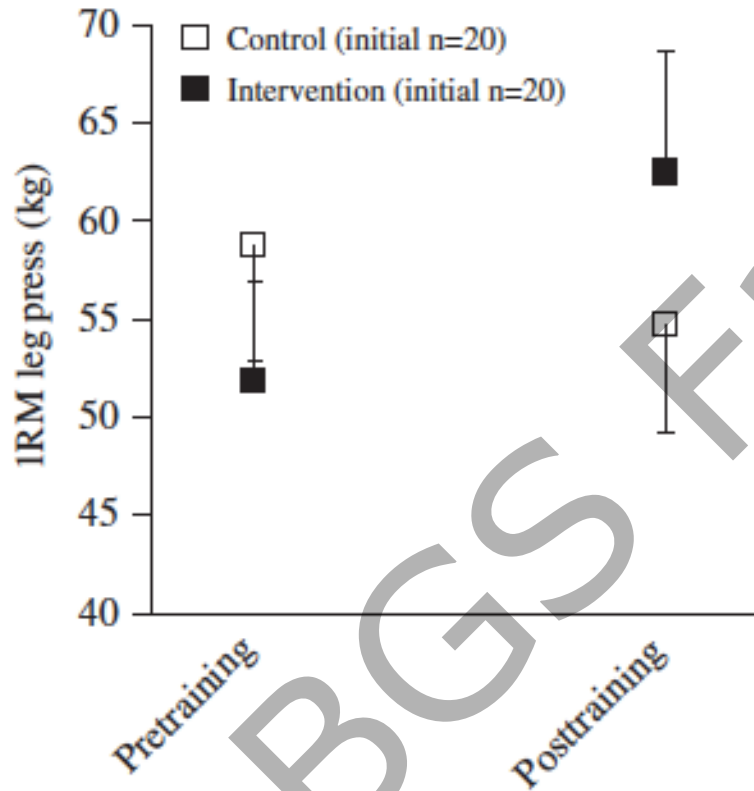 70
65
60
55
50
45
40
1RM leg press (kg)
Control (initial n=20)
Intervention (initial n=20)
Pretraining
Posttraining
BGS F